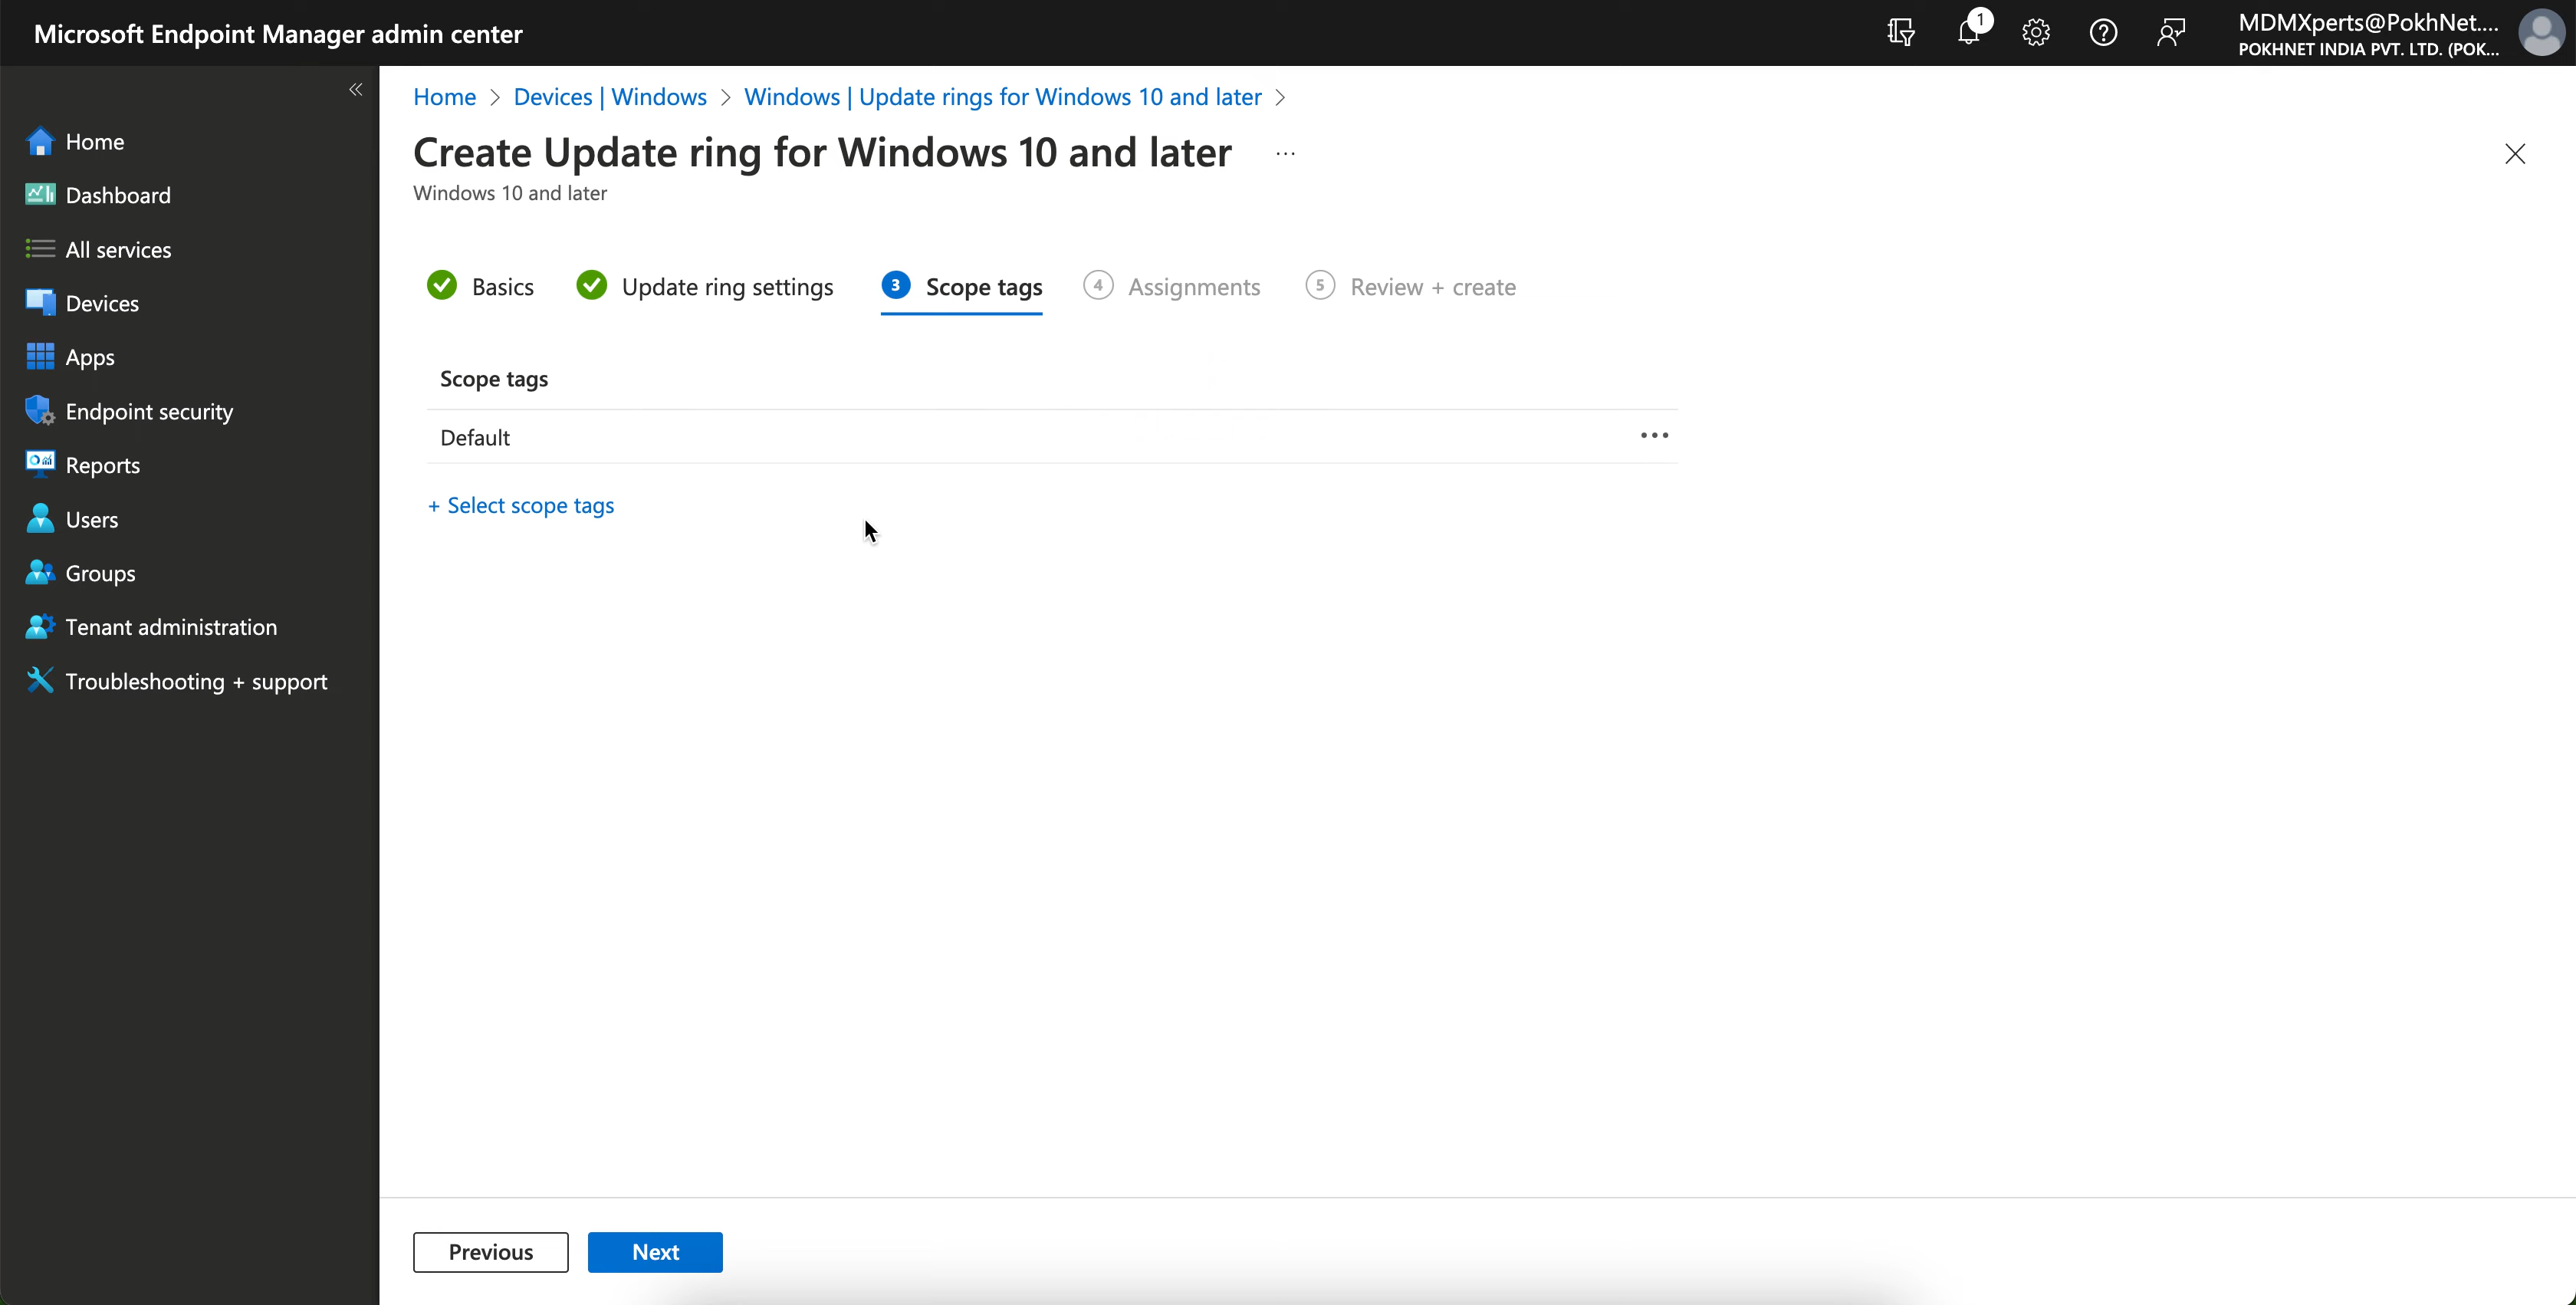 Microsoft Endpoint Manager admin center
1
MDMXperts@PokhNet....
POKHNET INDIA PVT. LTD. (POK...
«
Home > Devices | Windows > Windows | Update rings for Windows 10 and later >
Create Update ring for Windows 10 and later ...
Windows 10 and later
Home
Dashboard
All services
Devices
Apps
Endpoint security
Reports
Users
Groups
Tenant administration
Troubleshooting + support
Basics
Update ring settings
3 Scope tags
4 Assignments
5 Review + create
Scope tags
Default
+ Select scope tags
Previous
Next